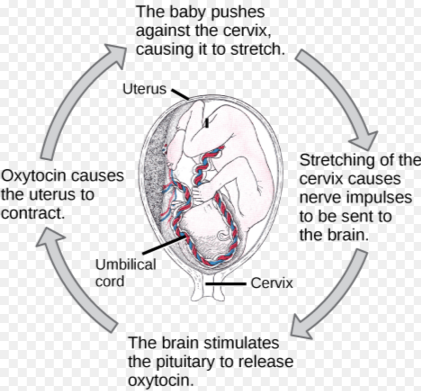 The baby pushes
against the cervix,
causing it to stretch.
Uterus
Stretching of the
cervix causes
nerve impulses
to be sent to
the brain.
Oxytocin causes
the uterus to
contract.
Umbilical
cord
Cervix
The brain stimulates
the pituitary to release
oxytocin.